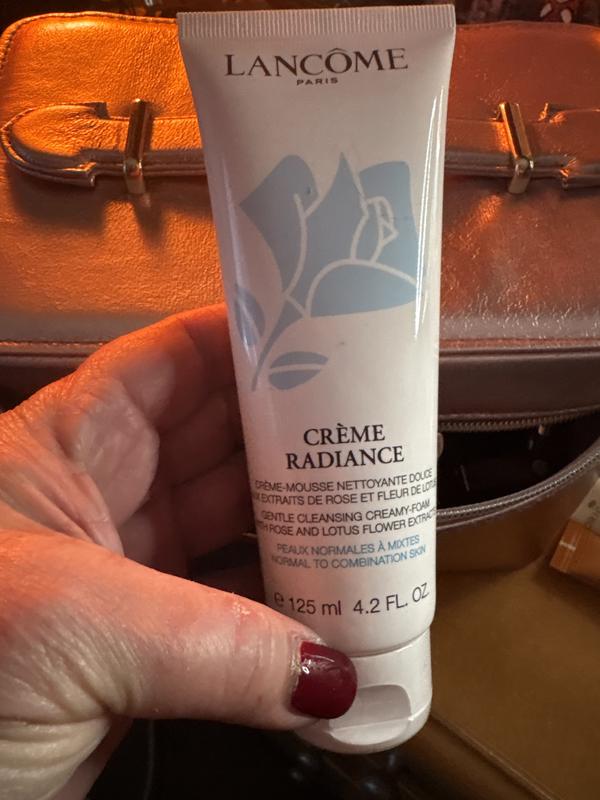 LANCÔME
PARIS
CRÈME
RADIANCE
CRÈME-MOUSSE NETTOYANTE DOUCE
EXTRAITS DE ROSE ET FLEUR DE
GENTLE CLEANSING CREAMY-FOAM
ROSE AND LOTUS FLOWER
PEAUX NORMALES À MIXTES
NORMAL TO COMBINATION SKIN
e 125 ml 4.2 FL. OZ.